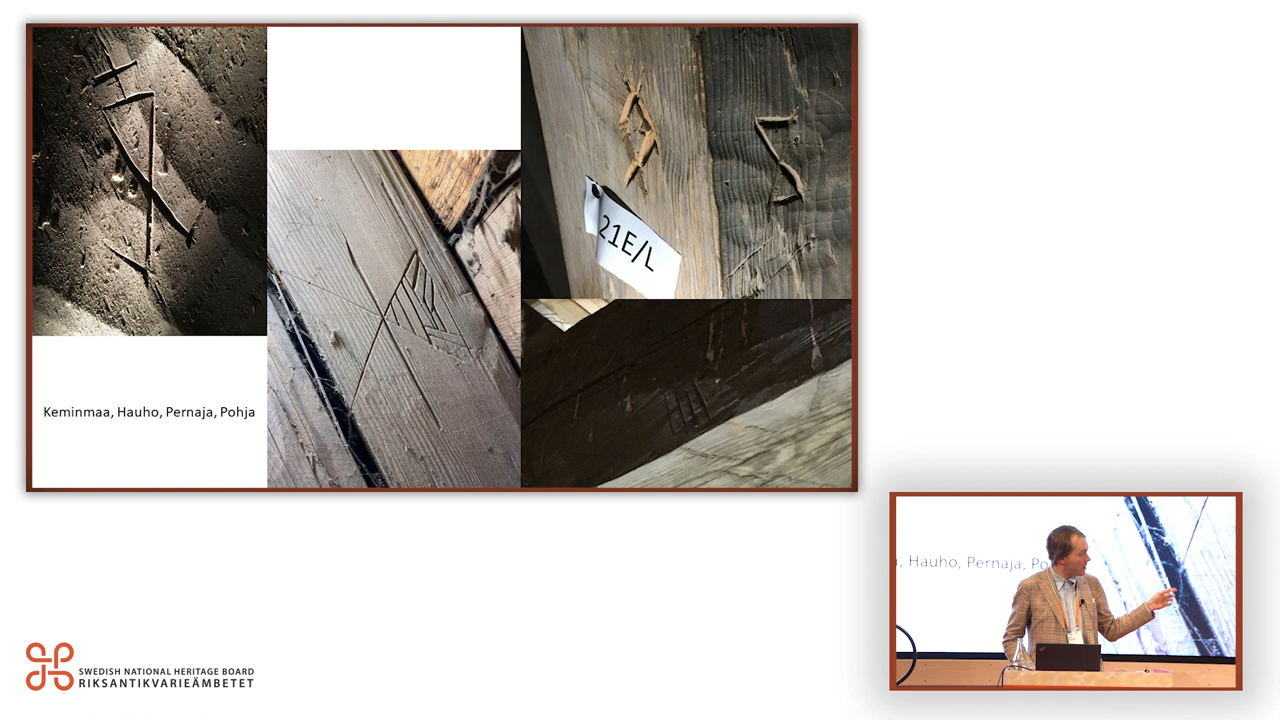 21E/L
Keminmaa, Hauho, Pernaja, Pohja
, Hauho, Pernaja, Po
SWEDISH NATIONAL HERITAGE BOARD
RIKSANTIKVARIEÄMBETET